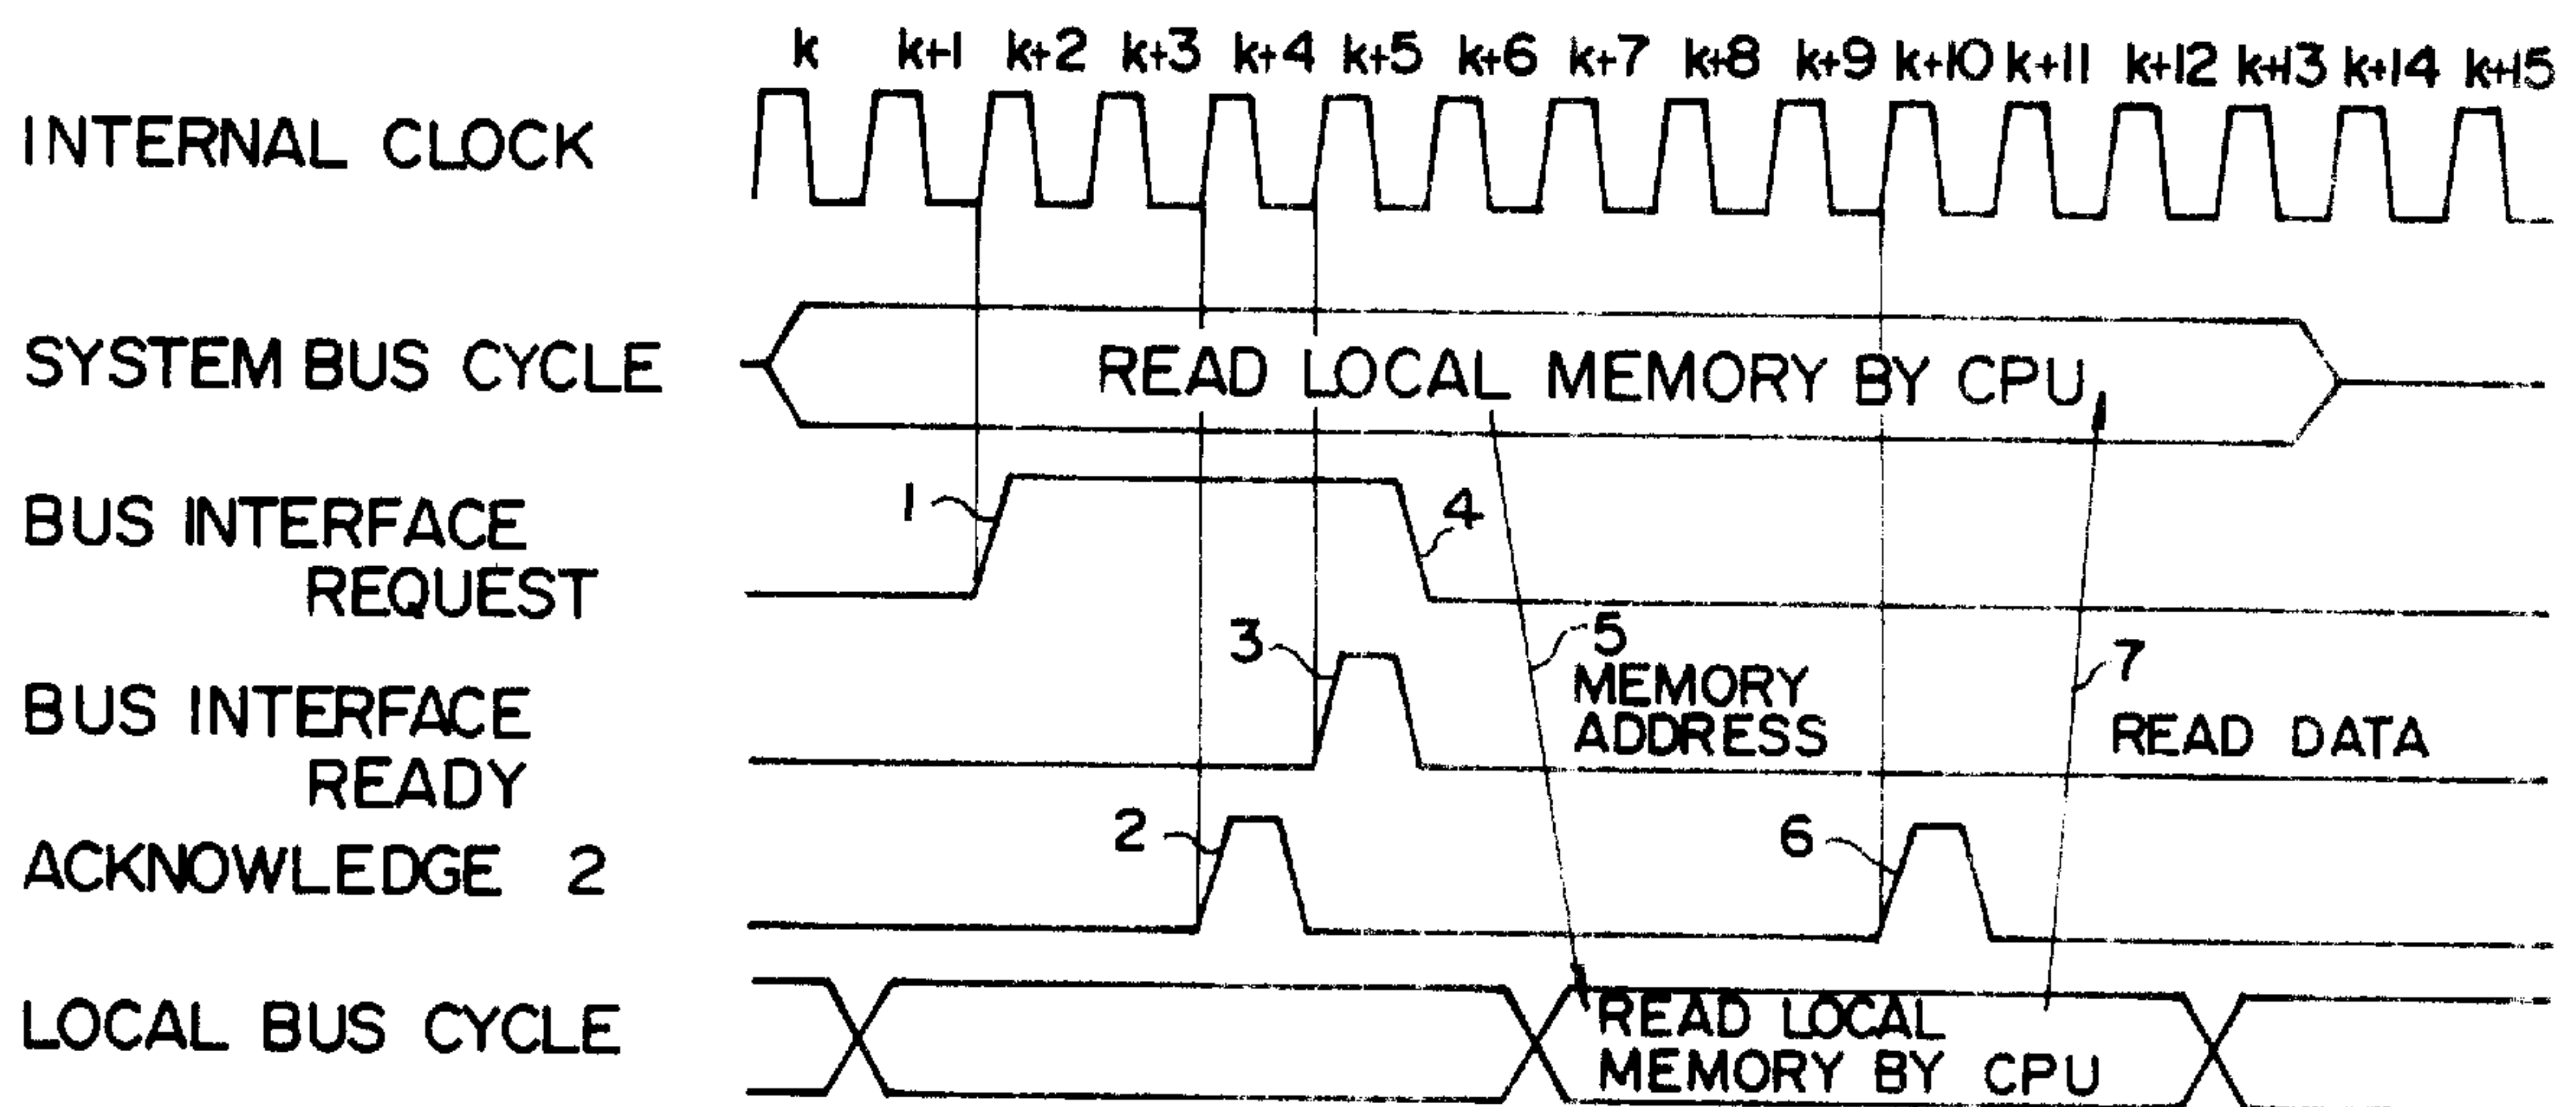 k k+1 k+2 k+3 k+4 k+5 k+6 k+7 k+8 k+9 k+10 k+11 k+12 k+13 k+14 k+15
INTERNAL CLOCK
SYSTEM BUS CYCLE
READ LOCAL MEMORY BY CPU
BUS INTERFACE
REQUEST
1
4
BUS INTERFACE
READY
3
5
MEMORY
ADDRESS
7
READ DATA
ACKNOWLEDGE 2
2
6
LOCAL BUS CYCLE
READ LOCAL
MEMORY BY CPU